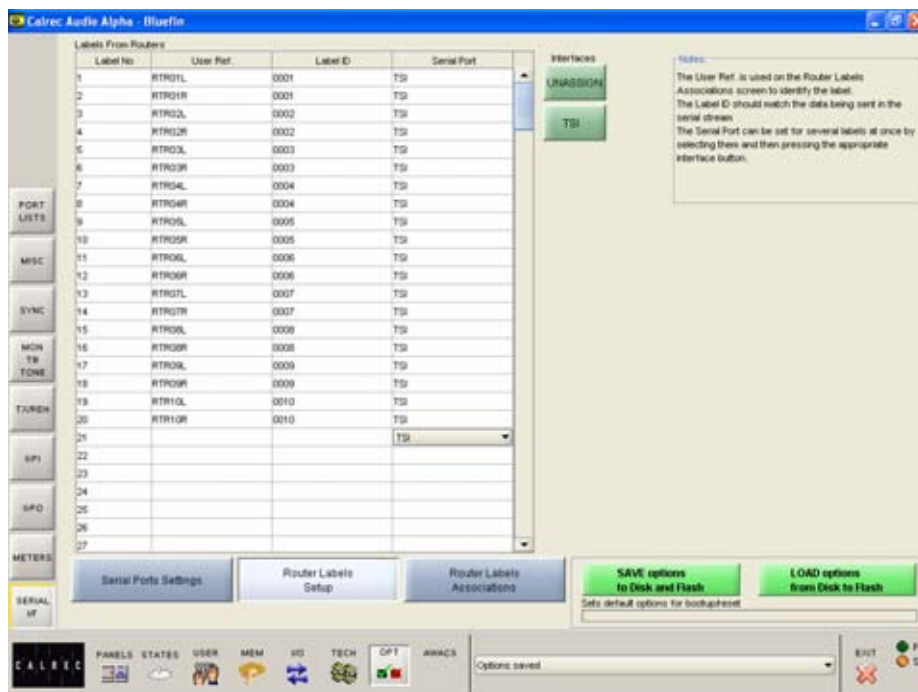 Calrec Audio Alpha - Bluefin
Labels From Routers
Label No User Ref. Label ID Serial Port
1 RTR01L 0001 TSI
2 RTR01R 0001 TSI
3 RTR02L 0002 TSI
4 RTR02R 0002 TSI
5 RTR03L 0003 TSI
6 RTR03R 0003 TSI
7 RTR04L 0004 TSI
8 RTR04R 0004 TSI
9 RTR05L 0005 TSI
10 RTR05R 0005 TSI
11 RTR06L 0006 TSI
12 RTR06R 0006 TSI
13 RTR07L 0007 TSI
14 RTR07R 0007 TSI
15 RTR08L 0008 TSI
16 RTR08R 0008 TSI
17 RTR09L 0009 TSI
18 RTR09R 0009 TSI
19 RTR10L 0010 TSI
20 RTR10R 0010 TSI
21 TSI
22
23
24
25
26
27
Interfaces
UNASSIGN
TSI
Notes:
The User Ref. is used on the Router Labels
Associations screen to identify the label.
The Label ID should match the data being sent in the
serial stream
The Serial Port can be set for several labels at once by
selecting them and then pressing the appropriate
interface button.
PORT
LISTS
MISC
SYNC
MON
TB
TONE
TX/REH
GPI
GPO
METERS
SERIAL
I/F
Serial Ports Settings
Router Labels
Setup
Router Labels
Associations
SAVE options
to Disk and Flash
LOAD options
from Disk to Flash
Sets default options for bootup/reset
CALREC
PANELS STATES USER MEM I/O TECH OPT AWACS
Options saved
EXIT
P
S